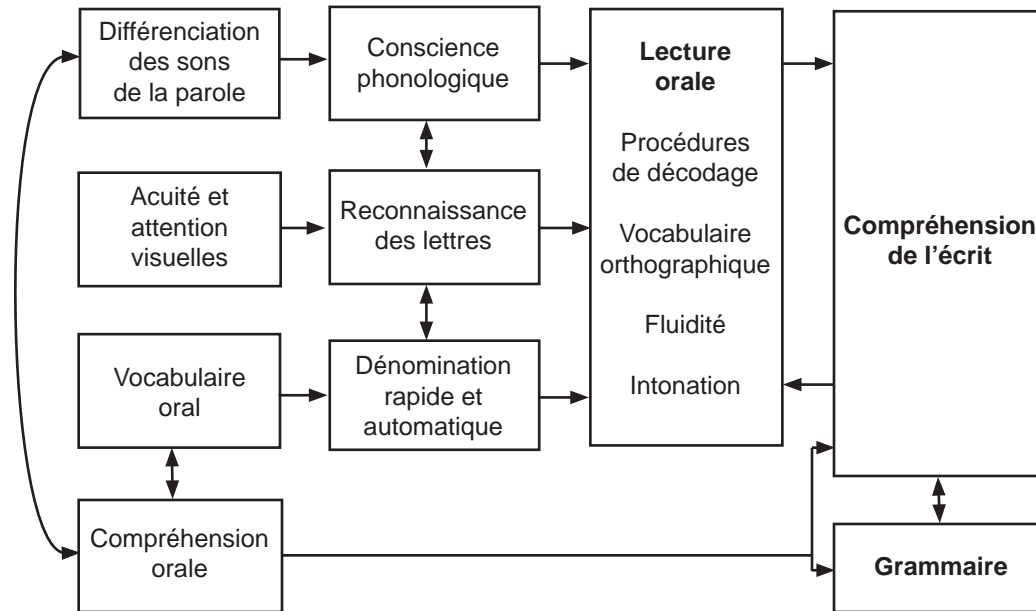 Différenciation
des sons
de la parole
Conscience
phonologique
Lecture
orale
Procédures
de décodage
Vocabulaire
orthographique
Fluidité
Intonation
Compréhension
de l’écrit
Acuité et
attention
visuelles
Reconnaissance
des lettres
Vocabulaire
oral
Dénomination
rapide et
automatique
Compréhension
orale
Grammaire